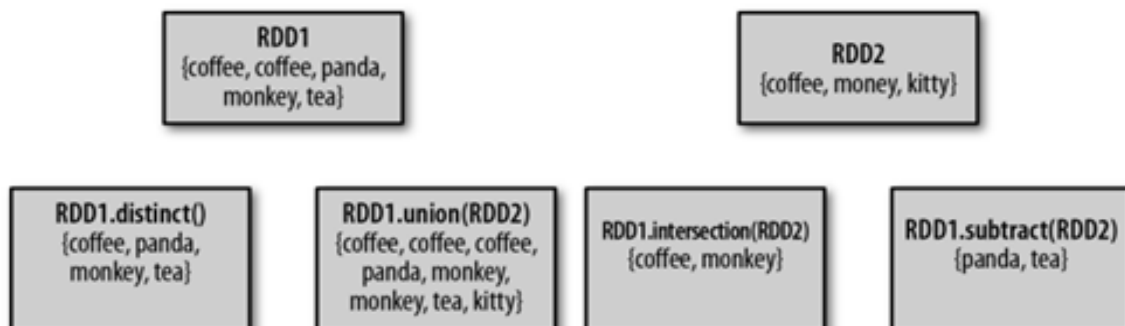 RDD1
{coffee, coffee, panda,
monkey, tea}
RDD2
{coffee, money, kitty}
RDD1.distinct()
{coffee, panda,
monkey, tea}
RDD1.union(RDD2)
{coffee, coffee, coffee,
panda, monkey,
monkey, tea, kitty}
RDD1.intersection(RDD2)
{coffee, monkey}
RDD1.subtract(RDD2)
{panda, tea}